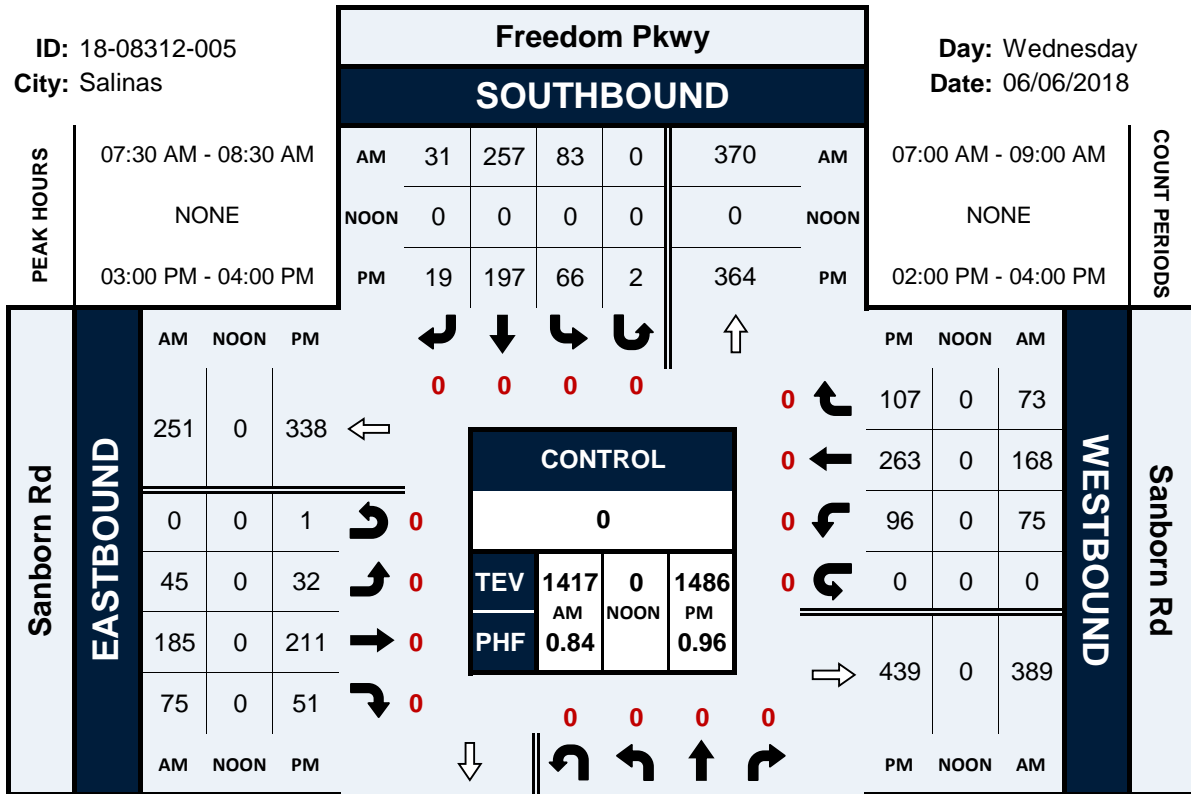 ID: 18-08312-005
City: Salinas
Freedom Pkwy
SOUTHBOUND
Day: Wednesday
Date: 06/06/2018
PEAK HOURS
07:30 AM - 08:30 AM
NONE
03:00 PM - 04:00 PM
AM 31 257 83 0 370 AM
NOON 0 0 0 0 0 NOON
PM 19 197 66 2 364 PM
07:00 AM - 09:00 AM
NONE
02:00 PM - 04:00 PM
COUNT PERIODS
0 0 0 0
Sanborn Rd
EASTBOUND
AM NOON PM
251 0 338
0 0 1 0
45 0 32 0
185 0 211 0
75 0 51 0
AM NOON PM
CONTROL
0
TEV 1417 0 1486
AM NOON PM
PHF 0.84 0.96
PM NOON AM
0 107 0 73
0 263 0 168
0 96 0 75
0 0 0 0
439 0 389
PM NOON AM
WESTBOUND
Sanborn Rd
0 0 0 0